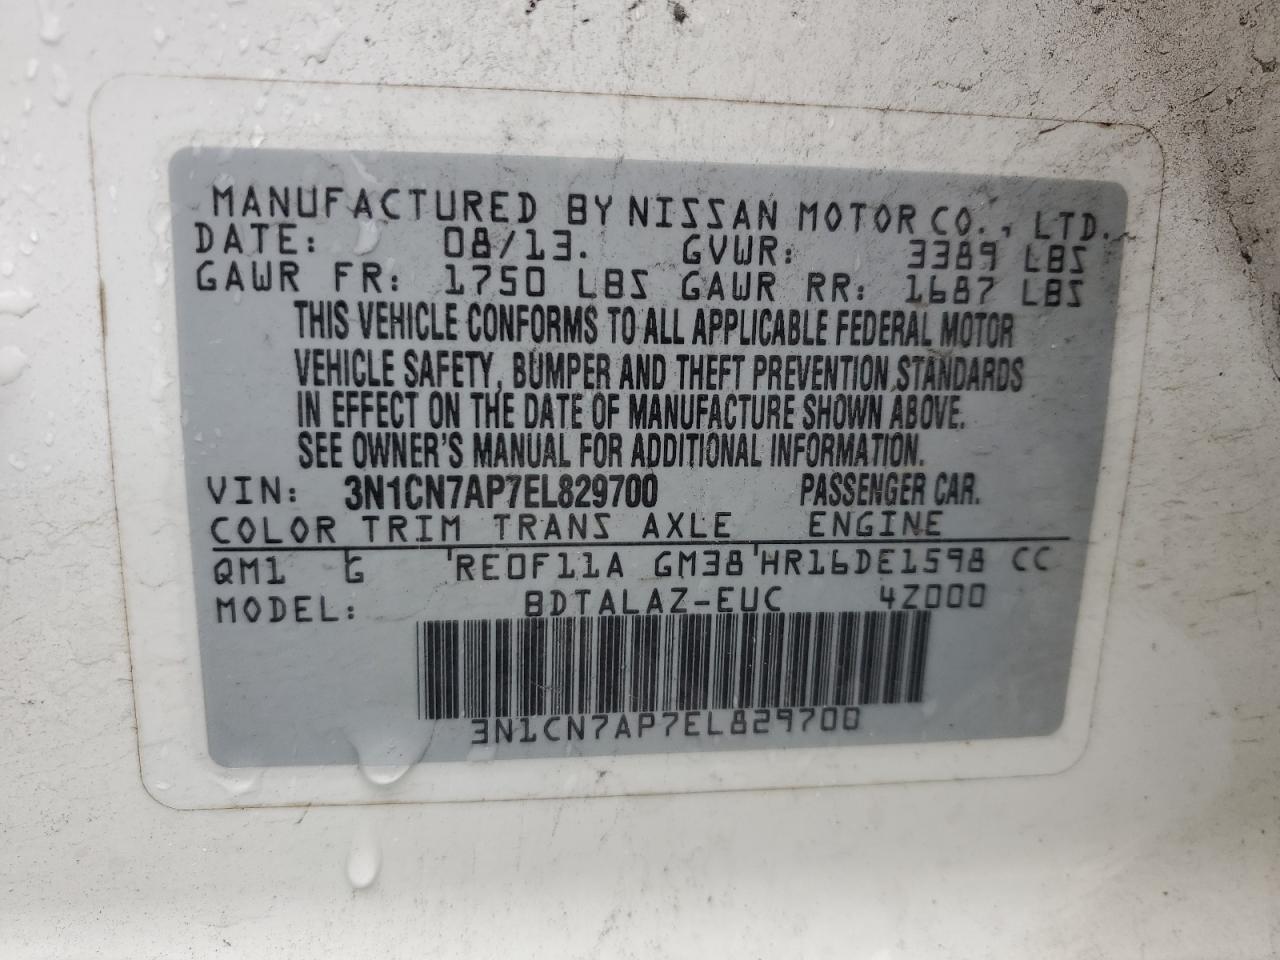 MANUFACTURED BY NISSAN MOTOR CO., LTD.
DATE: 08/13. GVWR: 3389 LBS
GAWR FR: 1750 LBS GAWR RR: 1687 LBS
THIS VEHICLE CONFORMS TO ALL APPLICABLE FEDERAL MOTOR
VEHICLE SAFETY, BUMPER AND THEFT PREVENTION STANDARDS
IN EFFECT ON THE DATE OF MANUFACTURE SHOWN ABOVE.
SEE OWNER'S MANUAL FOR ADDITIONAL INFORMATION.
VIN: 3N1CN7AP7EL829700 PASSENGER CAR.
COLOR TRIM TRANS AXLE ENGINE
QM1 G 'RE0F11A GM38'HR16DE1598 CC
MODEL: BDTALAZ-EUC 4Z000
3N1CN7AP7EL829700